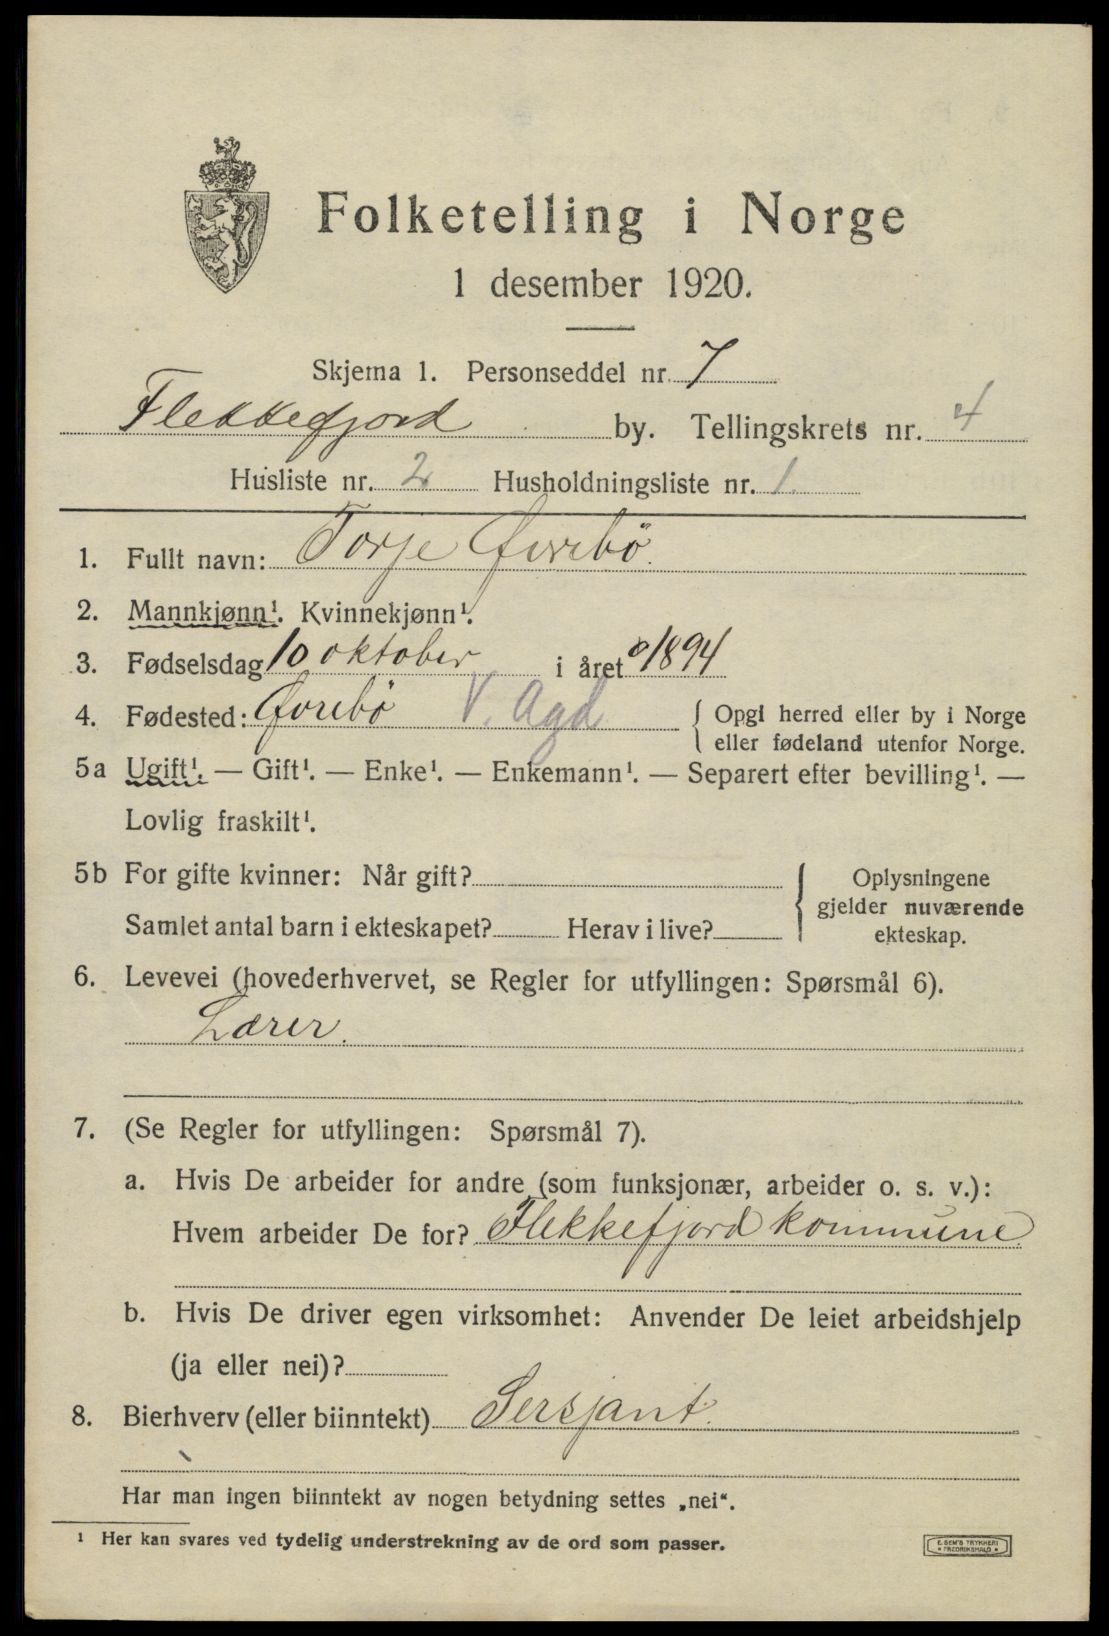 Folketelling i Norge
1 desember 1920.
Skjema 1. Personseddel nr. 7
Flekkefjord by. Tellingskrets nr. 4
Husliste nr. 2 Husholdningsliste nr. 1.
1. Fullt navn: Torje Øvrebö.
2. Mannkjønn¹. Kvinnekjønn¹.
3. Fødselsdag 10 oktober i året 1894
4. Fødested: Øvrebö V. Agd. { Opgi herred eller by i Norge
eller fødeland utenfor Norge.
5a Ugift¹. — Gift¹. — Enke¹. — Enkemann¹. — Separert efter bevilling¹. —
Lovlig fraskilt¹.
5b For gifte kvinner: Når gift? { Oplysningene
gjelder nuværende
Samlet antal barn i ekteskapet? Herav i live?
ekteskap.
6. Levevei (hovederhvervet, se Regler for utfyllingen: Spørsmål 6).
Lærer.
7. (Se Regler for utfyllingen: Spørsmål 7).
a. Hvis De arbeider for andre (som funksjonær, arbeider o. s. v.):
Hvem arbeider De for? Flekkefjord kommune.
b. Hvis De driver egen virksomhet: Anvender De leiet arbeidshjelp
(ja eller nei)?
8. Bierhverv (eller biinntekt) Sersjant.
Har man ingen biinntekt av nogen betydning settes „nei“.
¹ Her kan svares ved tydelig understrekning av de ord som passer.
E. SEM'S TRYKKERI
FREDRIKSHALD